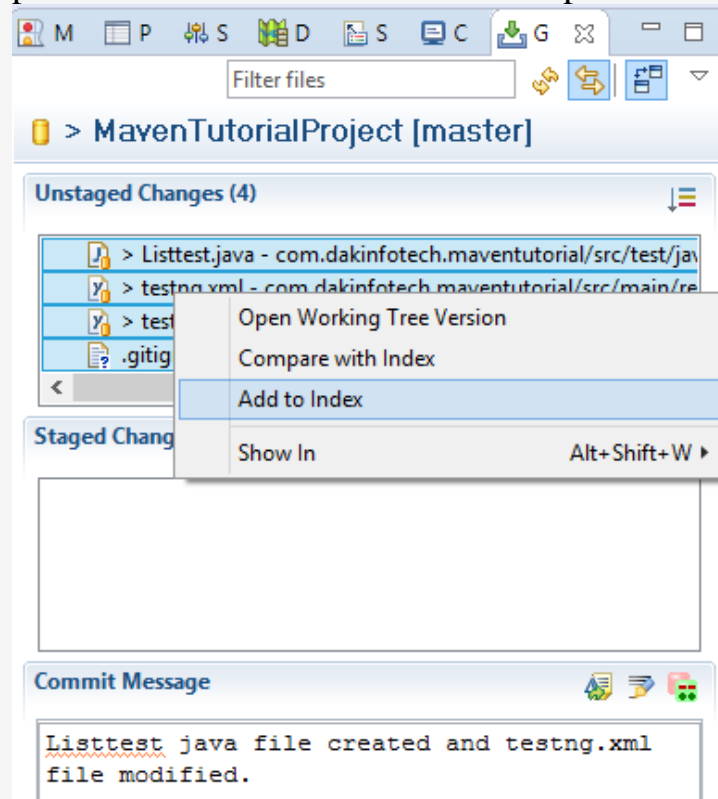 M P S D S C G
Filter files
> MavenTutorialProject [master]
Unstaged Changes (4)
> Listtest.java - com.dakinfotech.maventutorial/src/test/jav
> testng.xml - com.dakinfotech.maventutorial/src/main/re
> test
.gitig
Open Working Tree Version
Compare with Index
Add to Index
Show In Alt+Shift+W
Staged Chang
Commit Message
Listtest java file created and testng.xml
file modified.